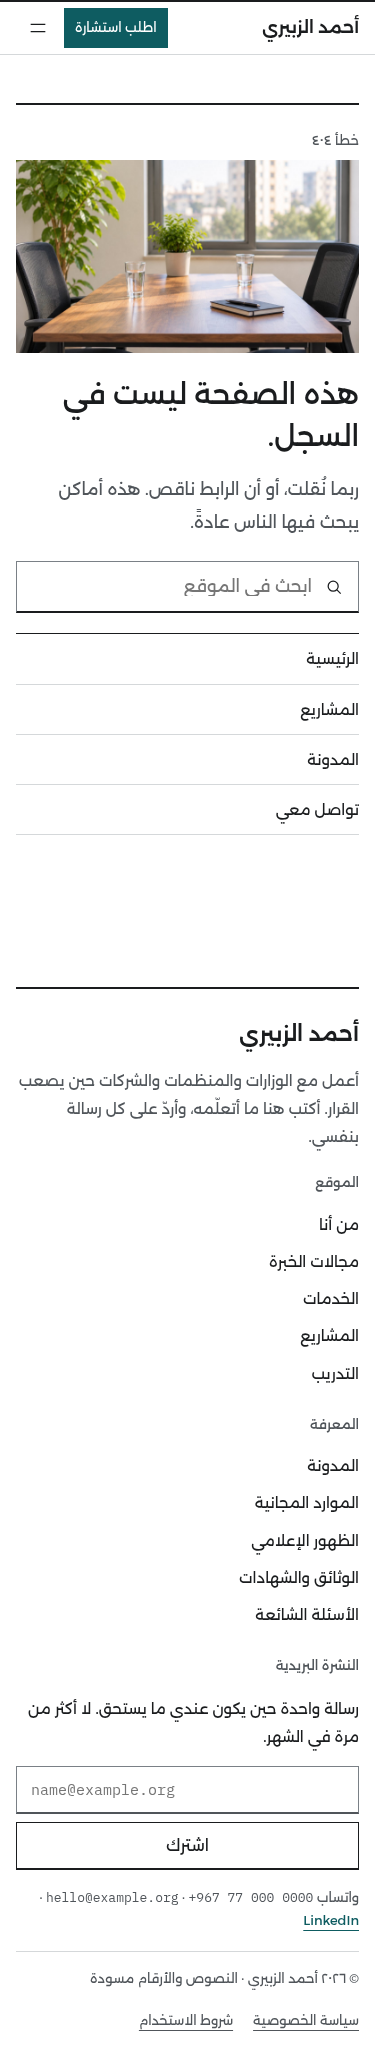 أحمد الزبيري
اطلب استشارة
خطأ ٤٠٤
هذه الصفحة ليست في
السجل.
ربما نُقلت، أو أن الرابط ناقص. هذه أماكن
يبحث فيها الناس عادةً.
ابحث في الموقع
الرئيسية
المشاريع
المدونة
تواصل معي
أحمد الزبيري
أعمل مع الوزارات والمنظمات والشركات حين يصعب
القرار. أكتب هنا ما أتعلّمه، وأردّ على كل رسالة
بنفسي.
الموقع
من أنا
مجالات الخبرة
الخدمات
المشاريع
التدريب
المعرفة
المدونة
الموارد المجانية
الظهور الإعلامي
الوثائق والشهادات
الأسئلة الشائعة
النشرة البريدية
رسالة واحدة حين يكون عندي ما يستحق. لا أكثر من
مرة في الشهر.
name@example.org
اشترك
واتساب ‎+967 77 000 0000‎ · hello@example.org ·
LinkedIn
© ٢٠٢٦ أحمد الزبيري · النصوص والأرقام مسودة
سياسة الخصوصية شروط الاستخدام